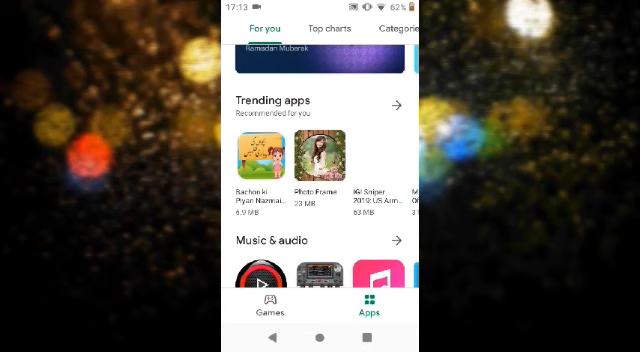 17:13
62%
For you
Top charts
Categorie
Ramadan Mubarak
Trending apps
Recommended for you
Bachon ki
Piyari Nazmai...
6.9 MB
Photo Frame
23 MB
IGI Sniper
2019: US Arm...
63 MB
Music & audio
Games
Apps